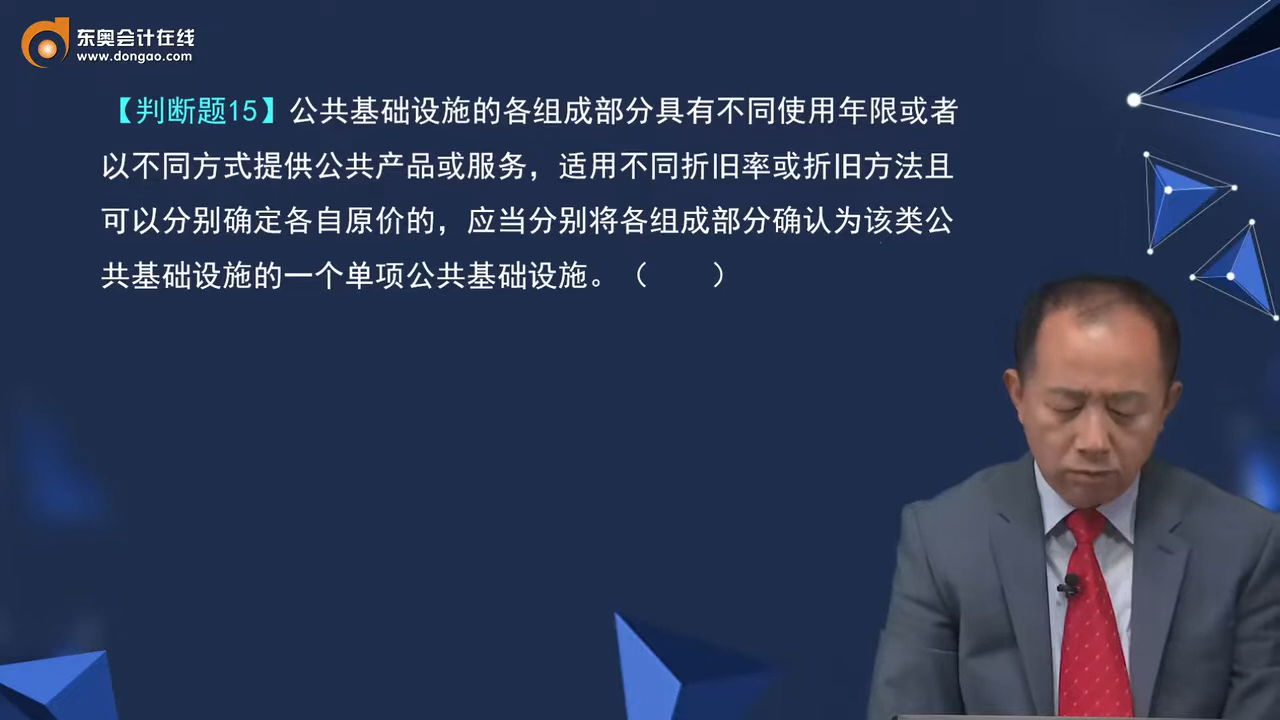 东奥会计在线
www.dongao.com
【判断题15】公共基础设施的各组成部分具有不同使用年限或者
以不同方式提供公共产品或服务，适用不同折旧率或折旧方法且
可以分别确定各自原价的，应当分别将各组成部分确认为该类公
共基础设施的一个单项公共基础设施。（　　）